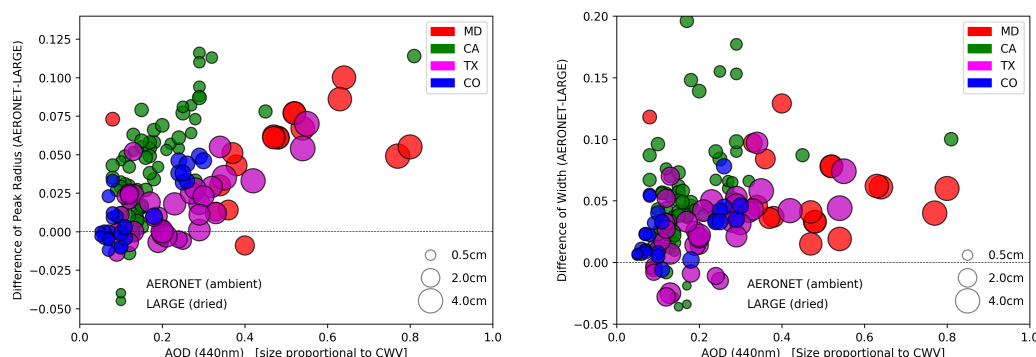 Difference of Peak Radius (AERONET-LARGE)
0.125
0.100
0.075
0.050
0.025
0.000
−0.025
−0.050
MD
CA
TX
CO
AERONET (ambient)
LARGE (dried)
0.5cm
2.0cm
4.0cm
0.0 0.2 0.4 0.6 0.8 1.0
AOD (440nm) [size proportional to CWV]
Difference of Width (AERONET-LARGE)
0.20
0.15
0.10
0.05
0.00
−0.05
MD
CA
TX
CO
AERONET (ambient)
LARGE (dried)
0.5cm
2.0cm
4.0cm
0.0 0.2 0.4 0.6 0.8 1.0
AOD (440nm) [Size proportional to CWV]